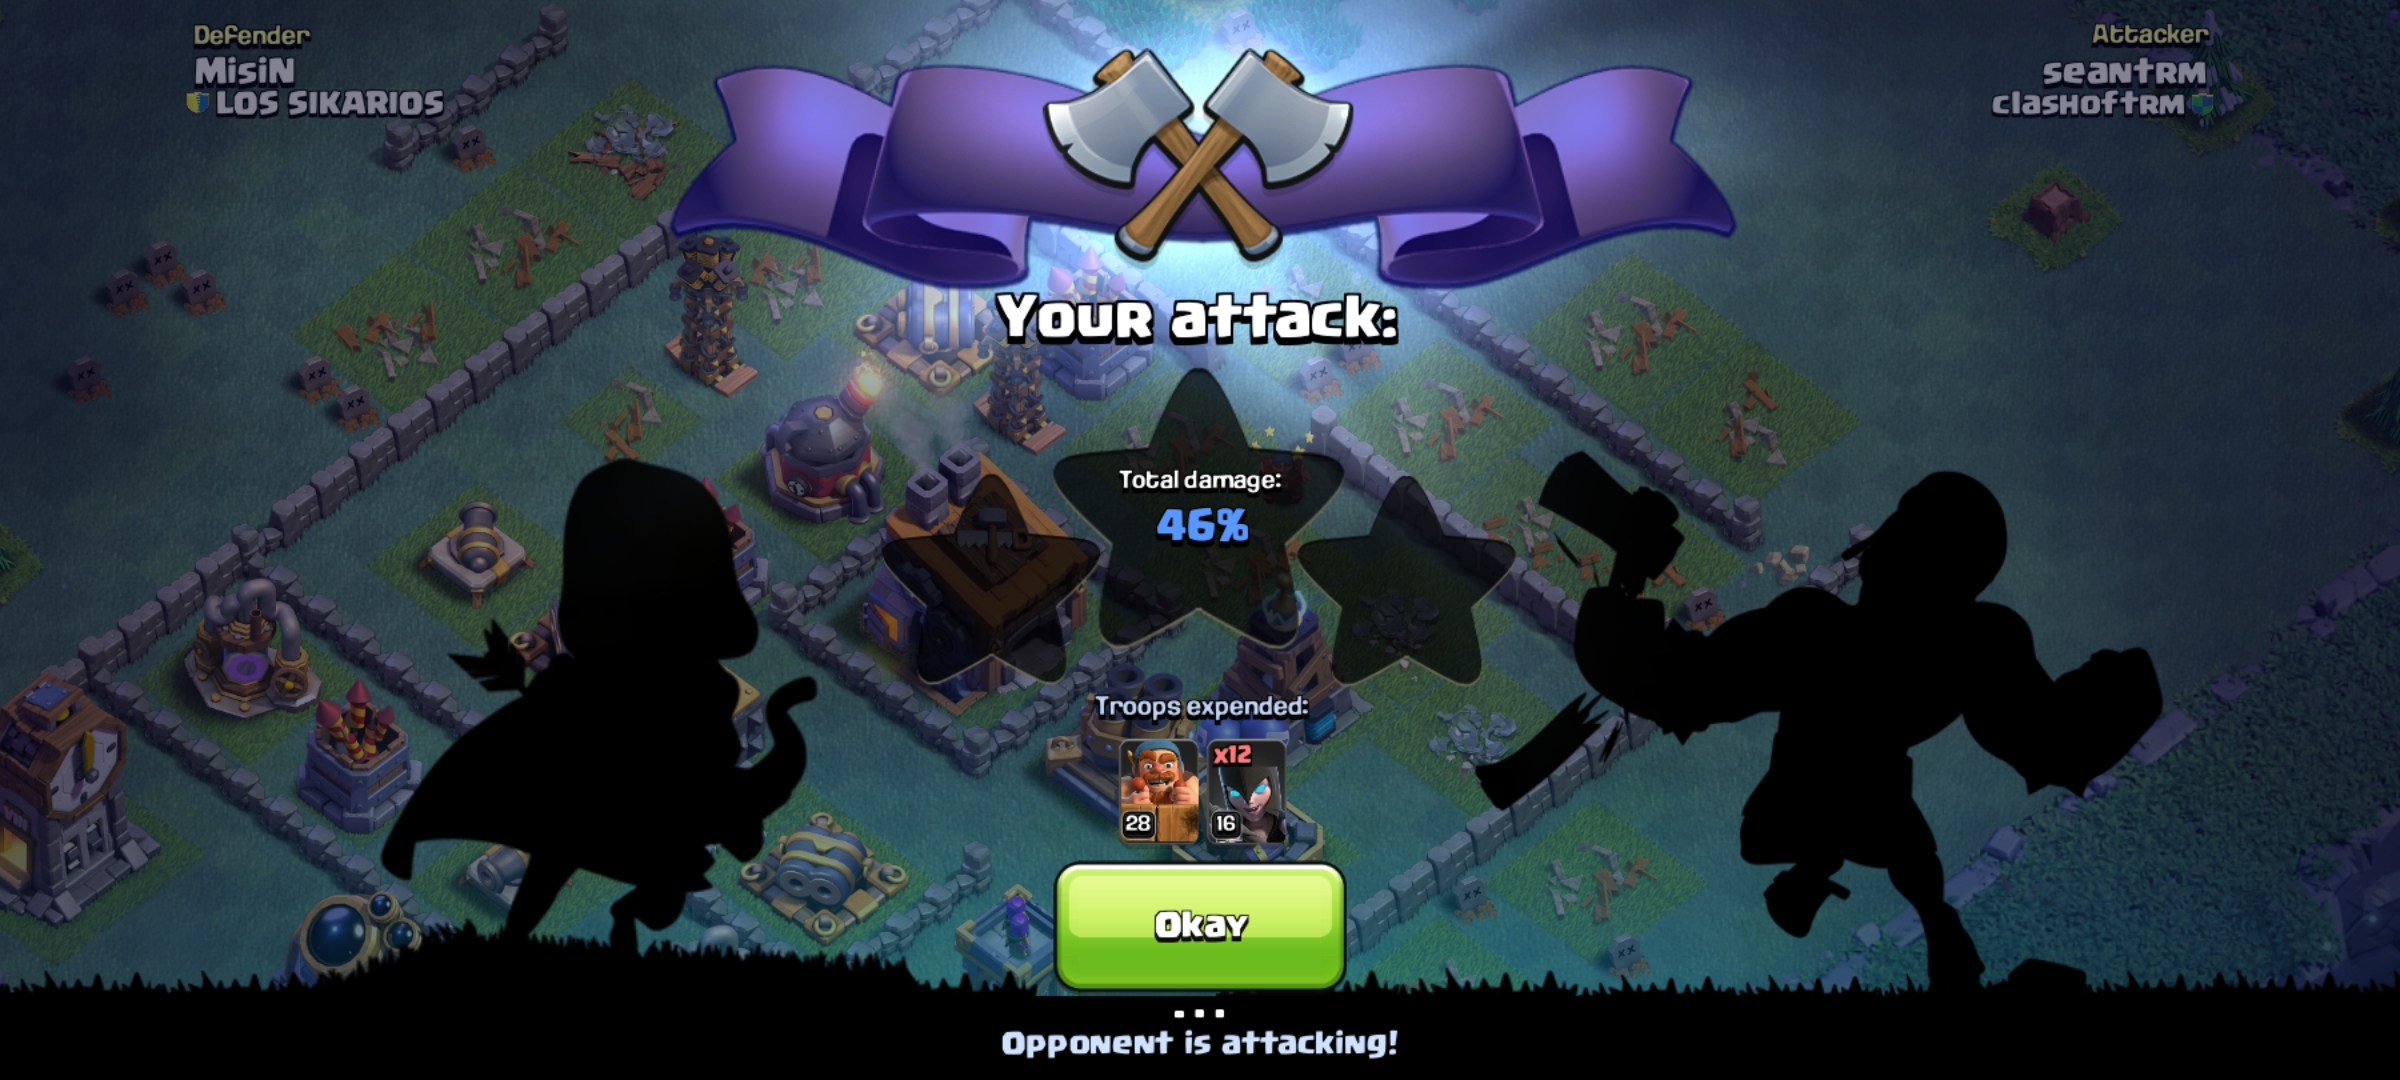 Defender
MisiN
LOS SIKARIOS
Attacker
seantRM
clashoftRM
Your attack:
Total damage:
46%
Troops expended:
28
x12
16
Okay
...
Opponent is attacking!